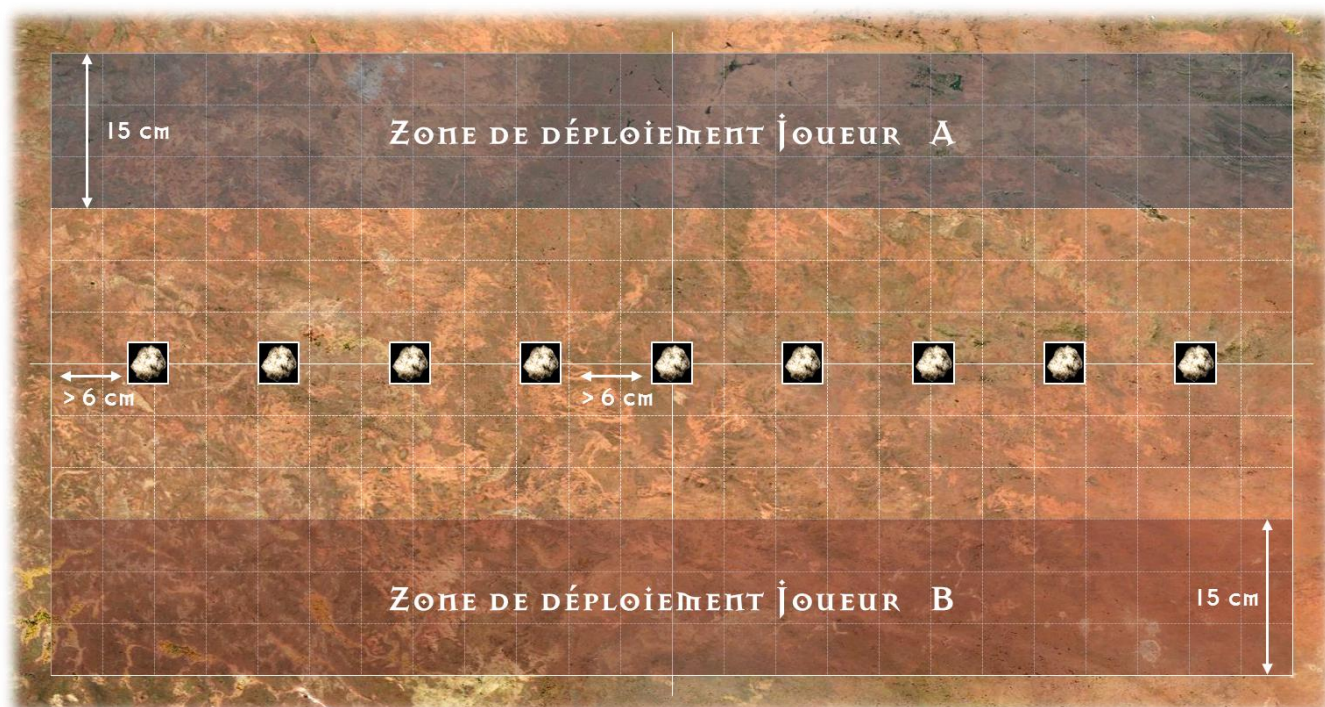 15 cm
Zone de déploiement Joueur A
> 6 cm
> 6 cm
Zone de déploiement Joueur B
15 cm